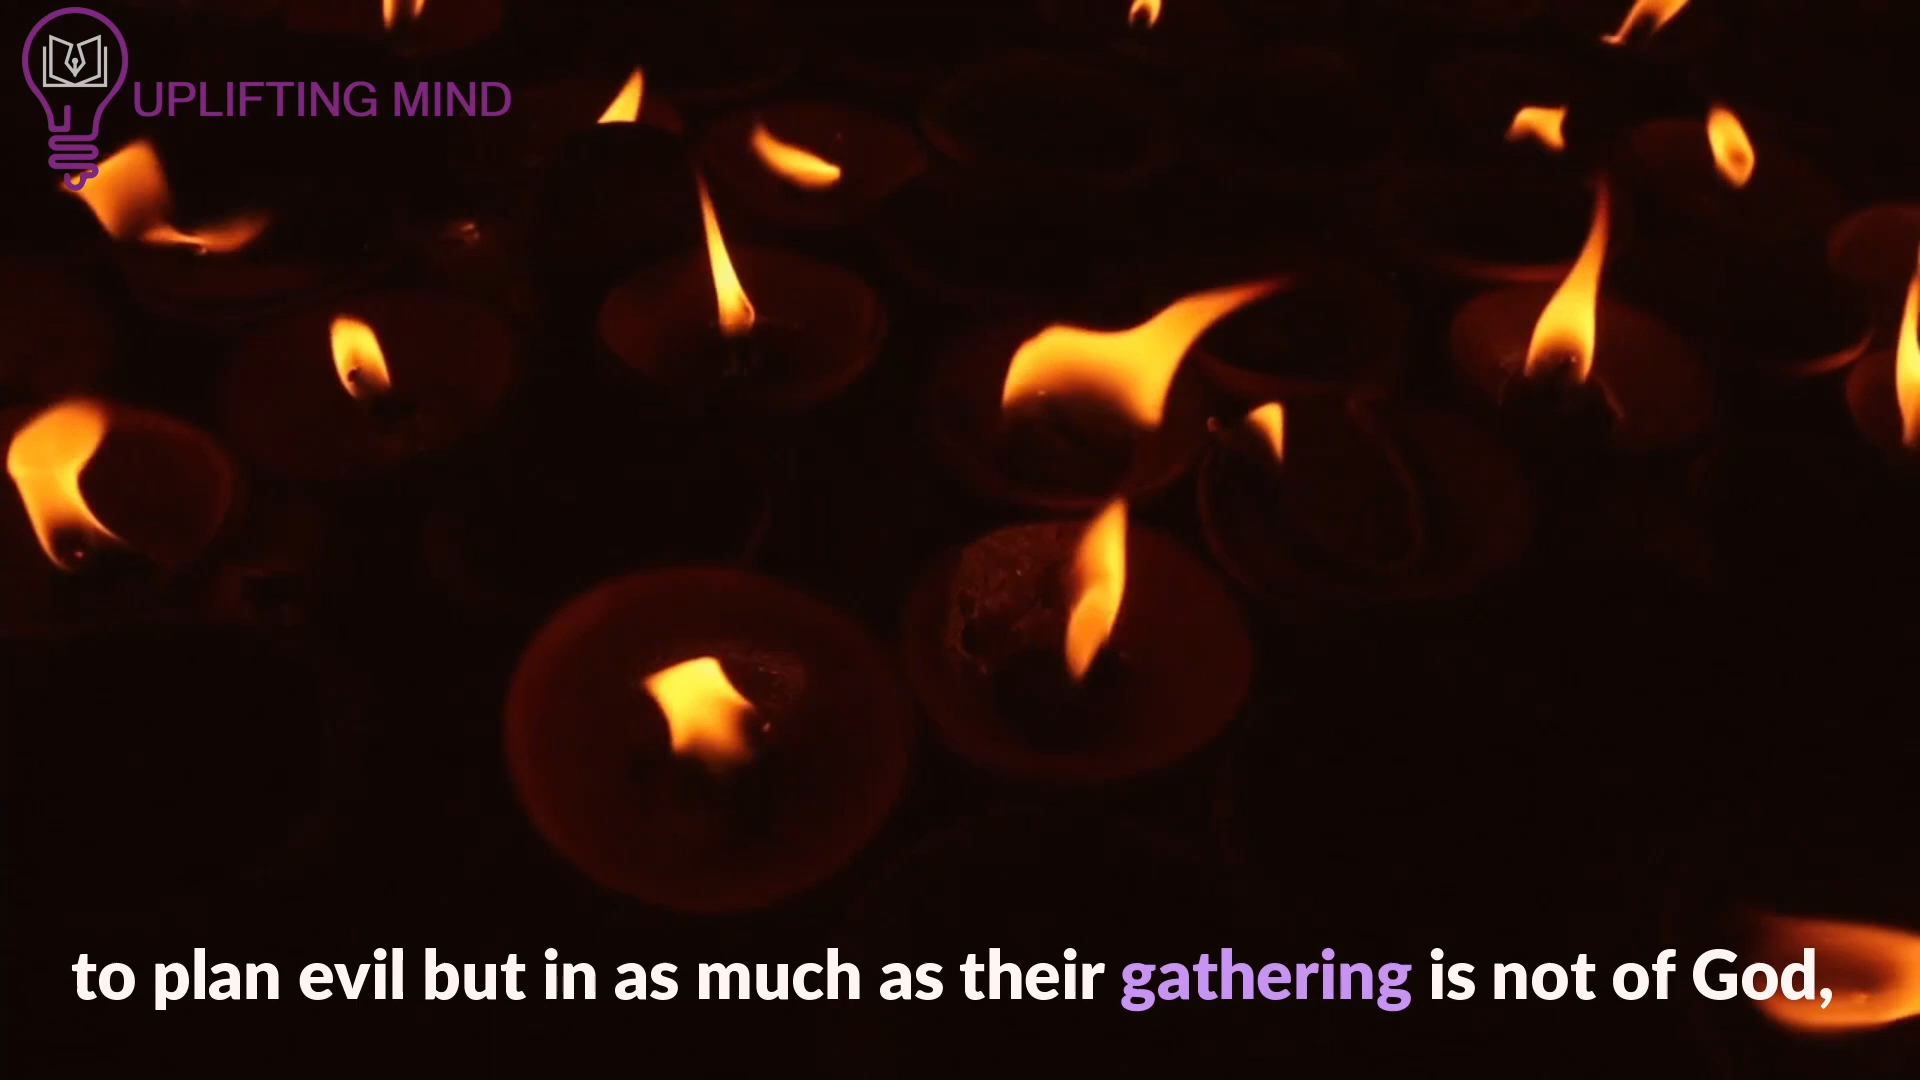 UPLIFTING MIND
to plan evil but in as much as their gathering is not of God,